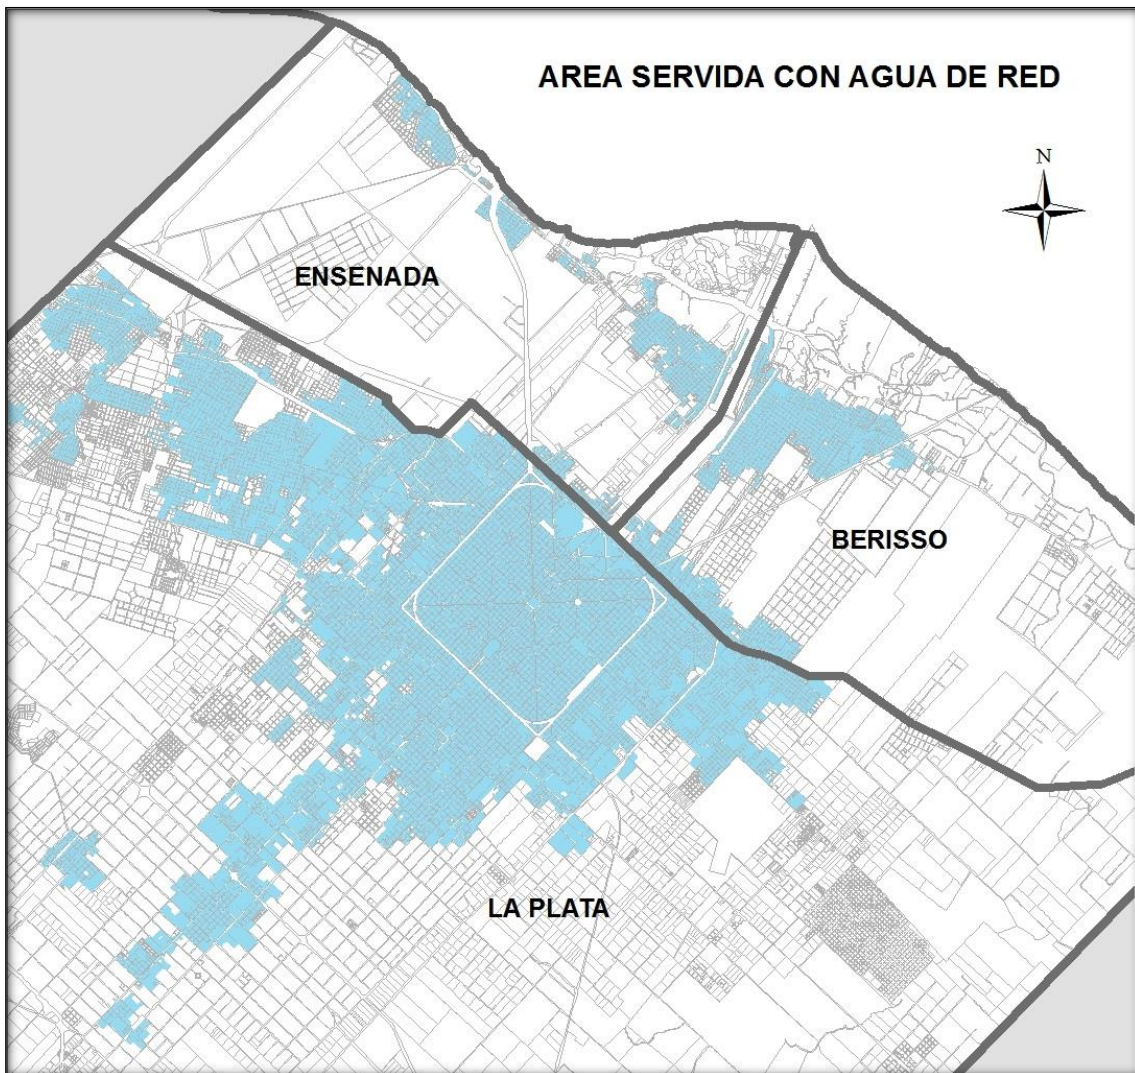 AREA SERVIDA CON AGUA DE RED
N
ENSENADA
BERISSO
LA PLATA